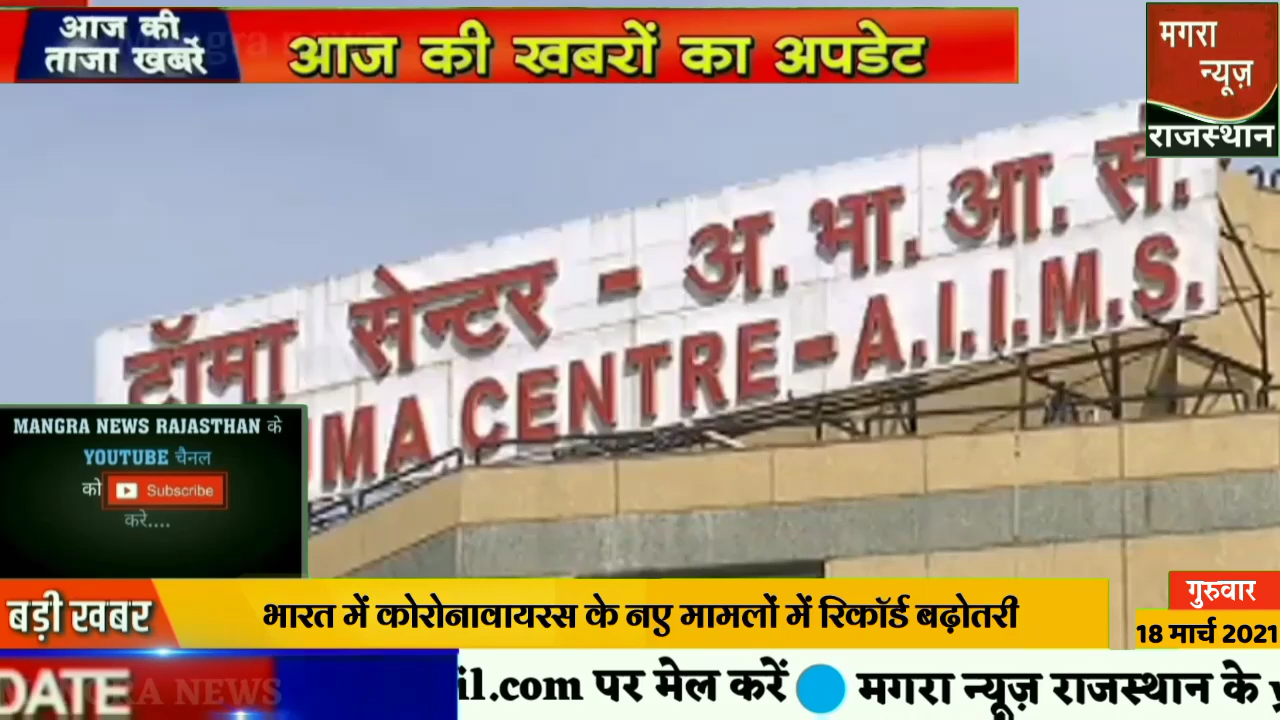 आज की
ताजा खबरें
आज की खबरों का अपडेट
मगरा
न्यूज़
राजस्थान
ट्रॉमा सेन्टर - अ. भा. आ. सं.
MA CENTRE-A.I.I.M.S.
MANGRA NEWS RAJASTHAN के
YOUTUBE चैनल
को Subscribe
करे....
बड़ी खबर
भारत में कोरोनावायरस के नए मामलों में रिकॉर्ड बढ़ोतरी
गुरुवार
18 मार्च 2021
DATE
NEWS
il.com पर मेल करें मगरा न्यूज़ राजस्थान के